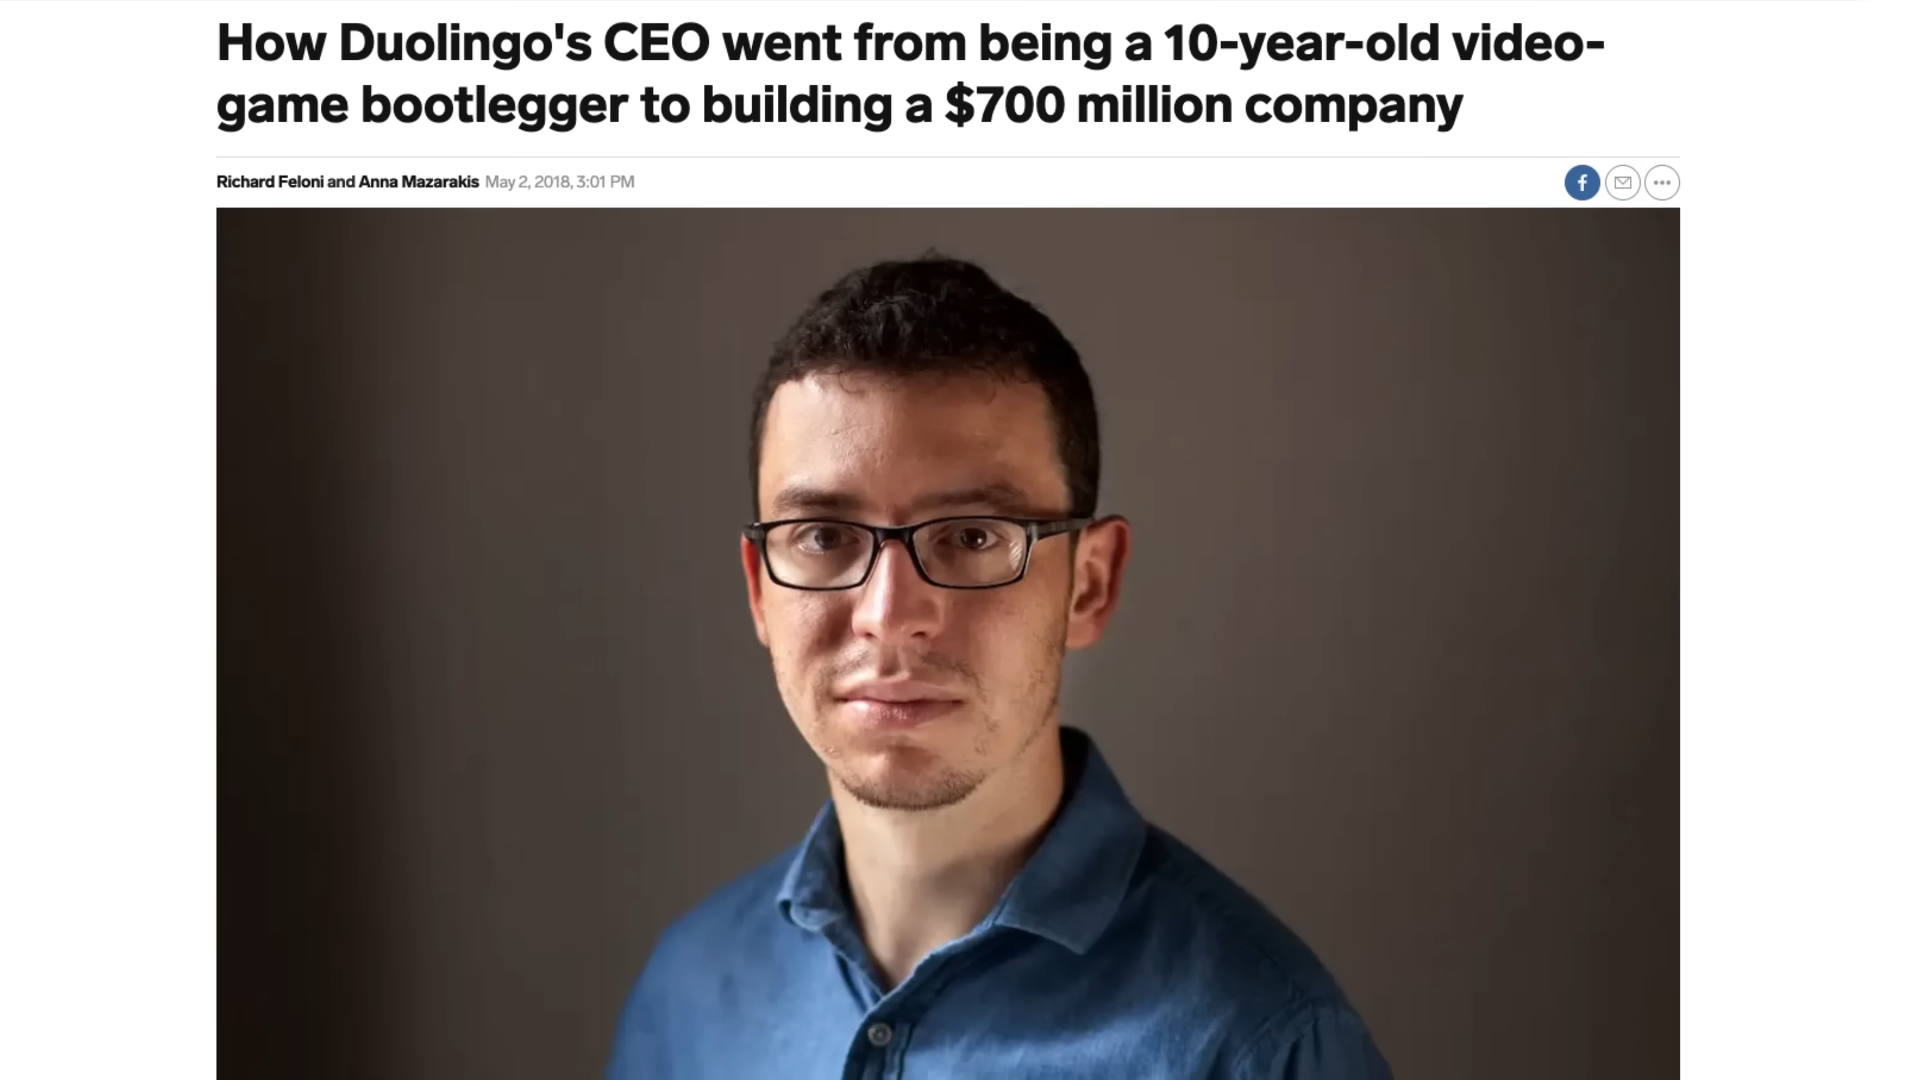 How Duolingo's CEO went from being a 10-year-old video-
game bootlegger to building a $700 million company
Richard Feloni and Anna Mazarakis May 2, 2018, 3:01 PM
f